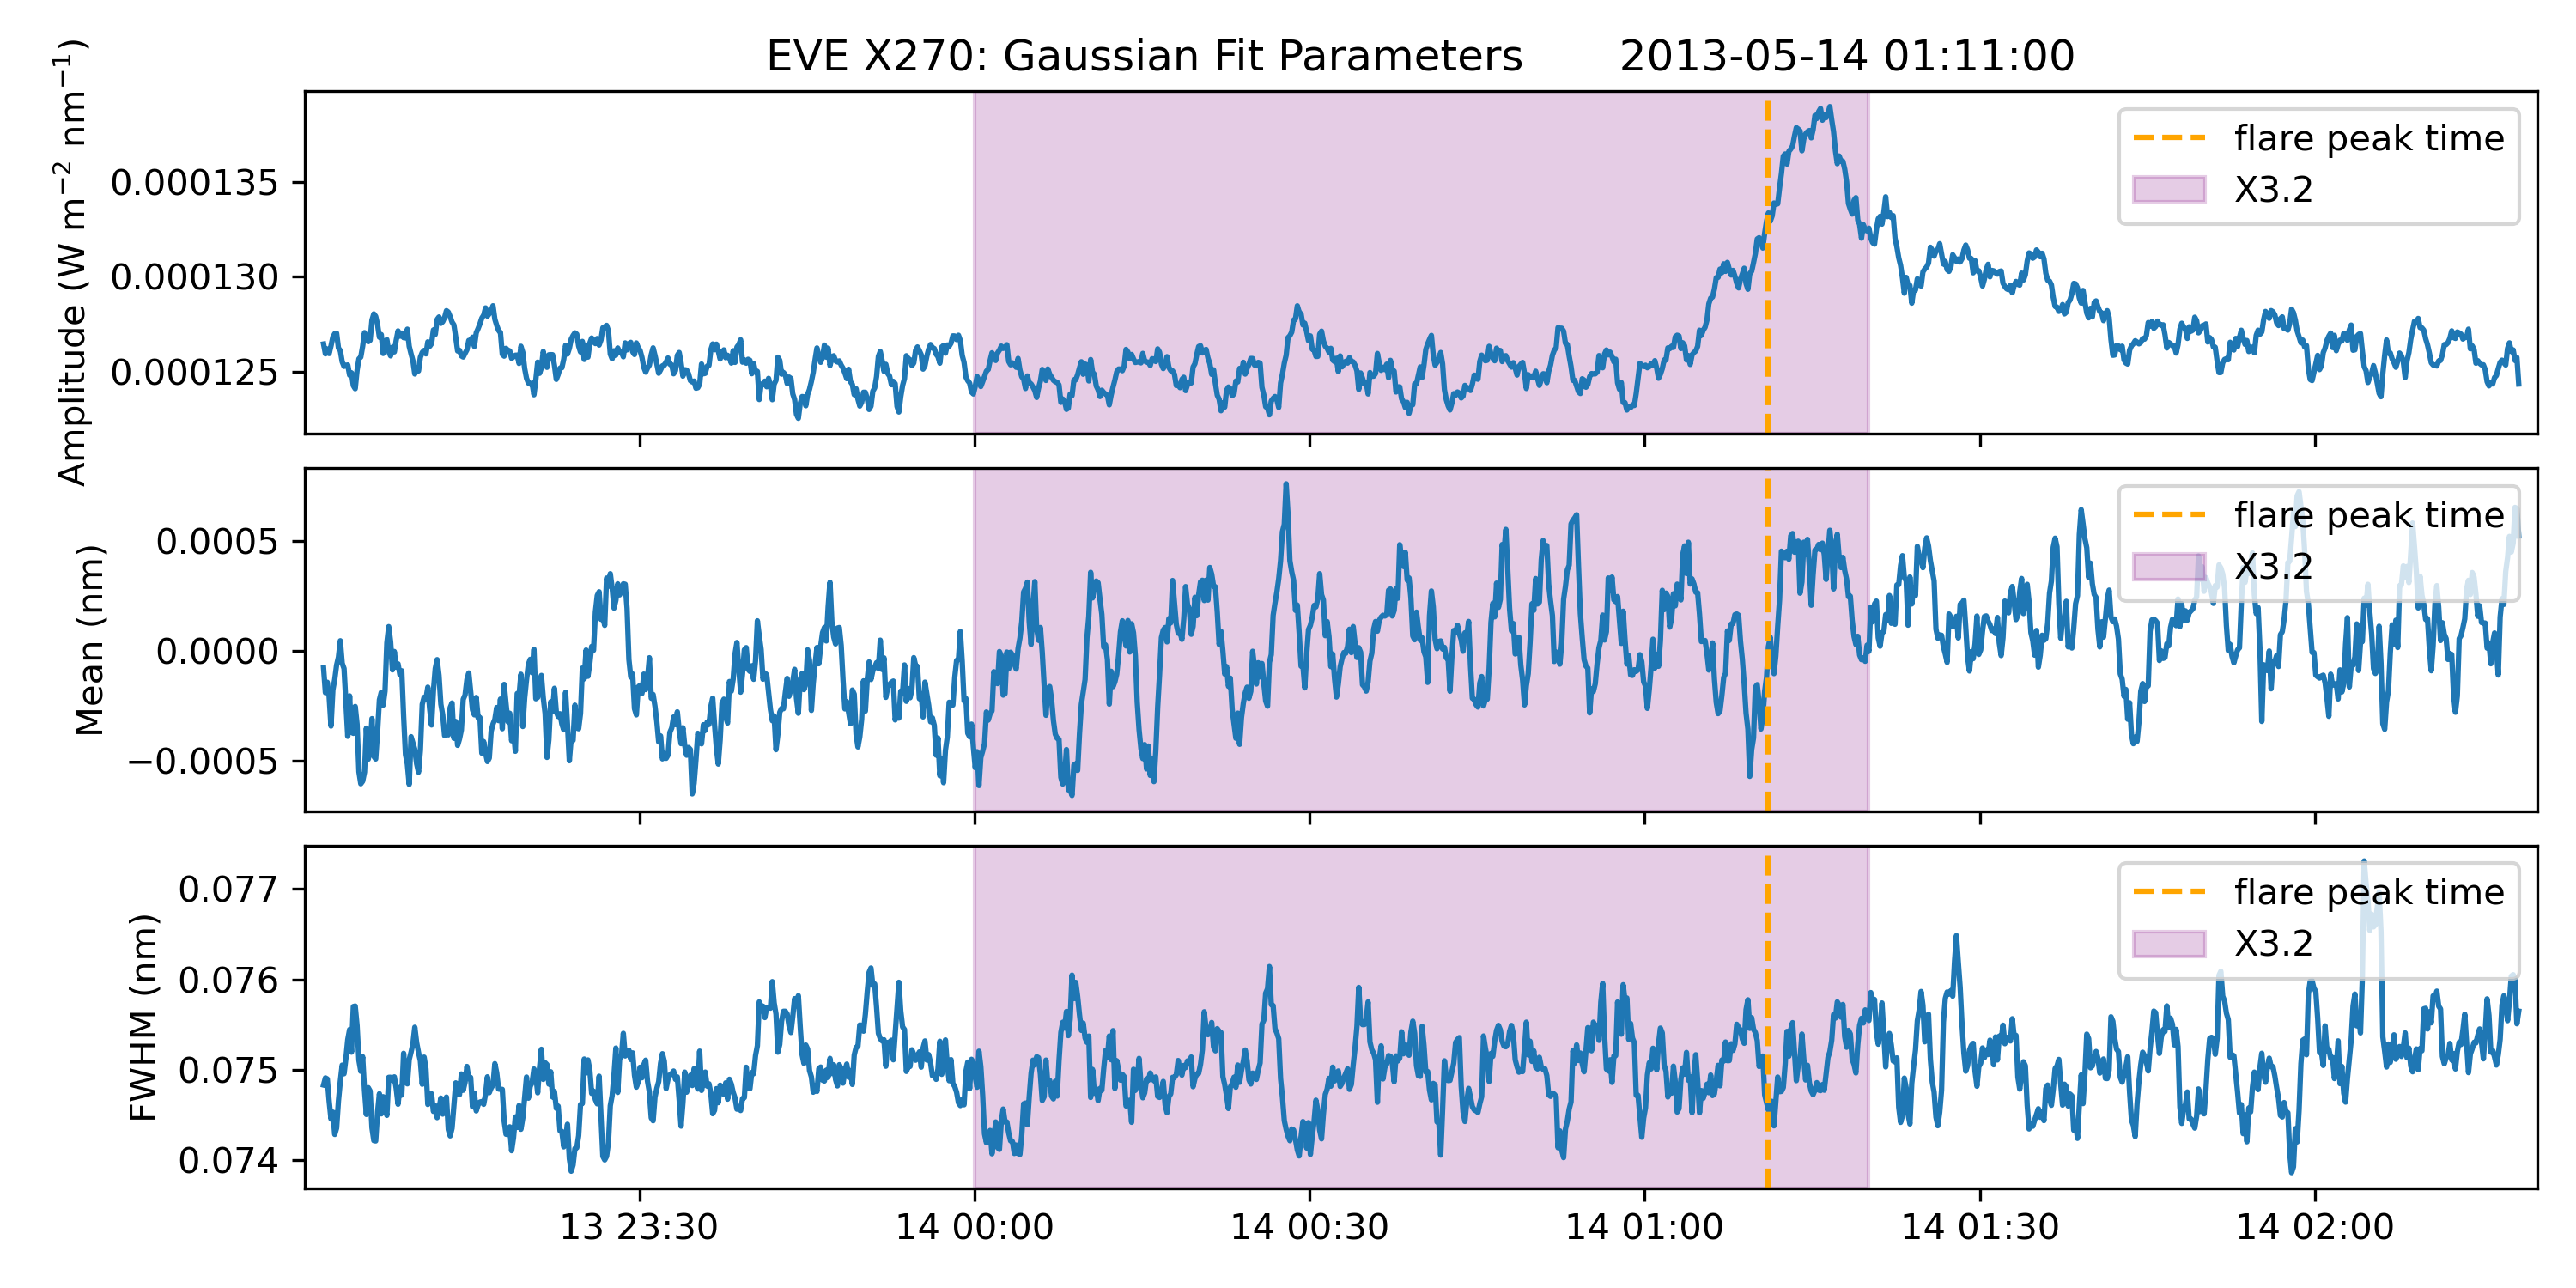 EVE X270: Gaussian Fit Parameters 2013-05-14 01:11:00
Amplitude (W m⁻² nm⁻¹)
0.000135
0.000130
0.000125
flare peak time
X3.2
Mean (nm)
0.0005
0.0000
−0.0005
flare peak time
X3.2
FWHM (nm)
0.077
0.076
0.075
0.074
flare peak time
X3.2
13 23:30 14 00:00 14 00:30 14 01:00 14 01:30 14 02:00